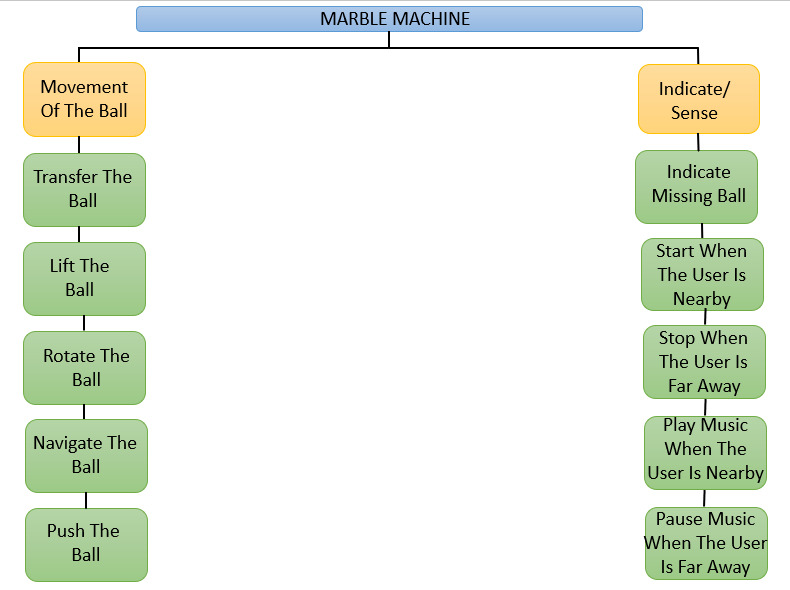 MARBLE MACHINE
Movement
Of The Ball
Transfer The
Ball
Lift The
Ball
Rotate The
Ball
Navigate The
Ball
Push The
Ball
Indicate/
Sense
Indicate
Missing Ball
Start When
The User Is
Nearby
Stop When
The User Is
Far Away
Play Music
When The
User Is Nearby
Pause Music
When The User
Is Far Away